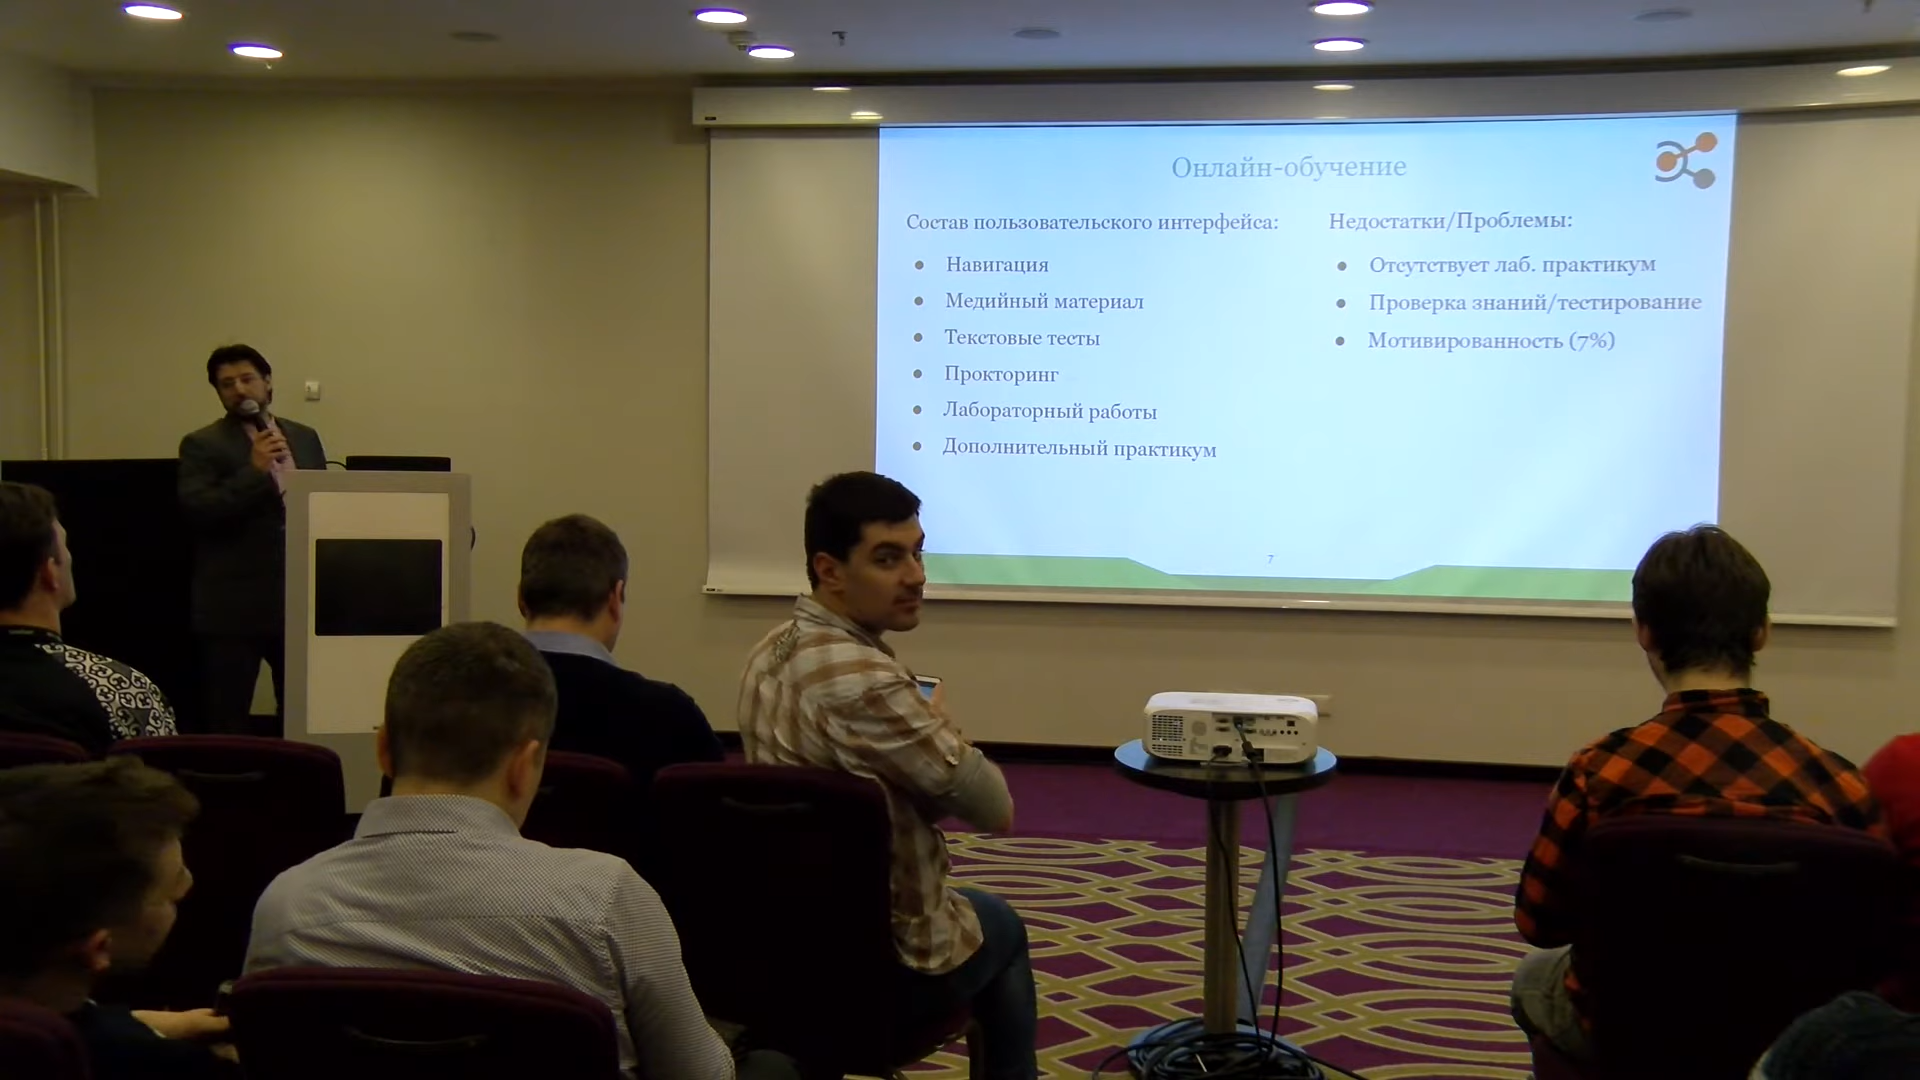 Онлайн-обучение
Состав пользовательского интерфейса:
Навигация
Медийный материал
Текстовые тесты
Прокторинг
Лабораторный работы
Дополнительный практикум
Недостатки/Проблемы:
Отсутствует лаб. практикум
Проверка знаний/тестирование
Мотивированность (7%)
7